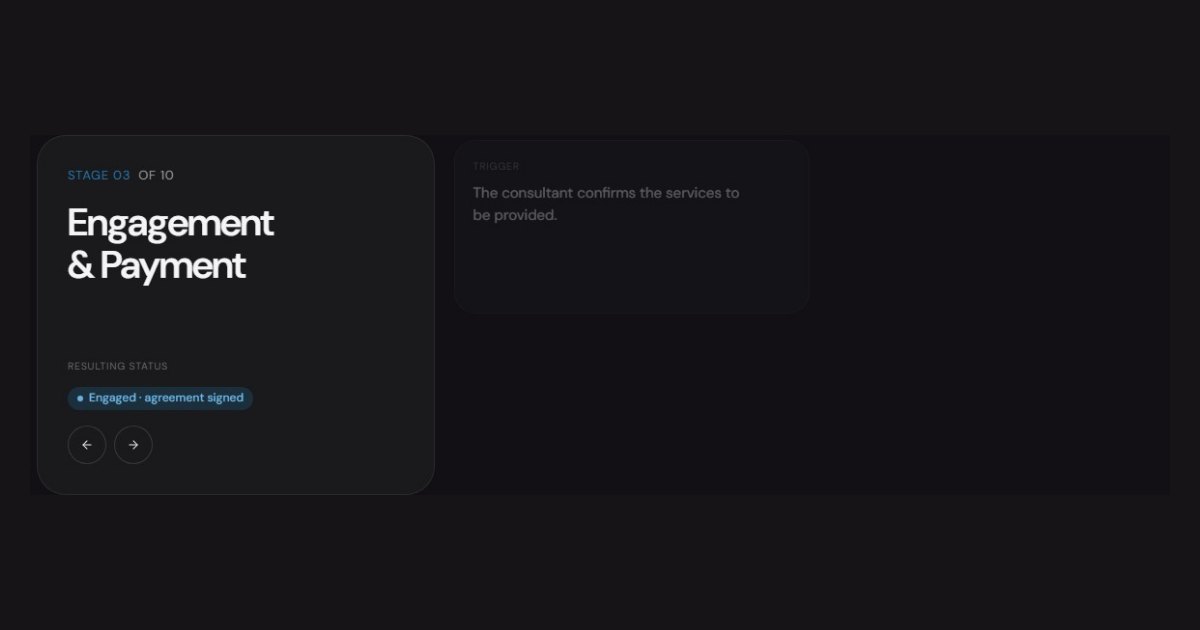 STAGE 03 OF 10
Engagement
& Payment
RESULTING STATUS
Engaged · agreement signed
TRIGGER
The consultant confirms the services to
be provided.